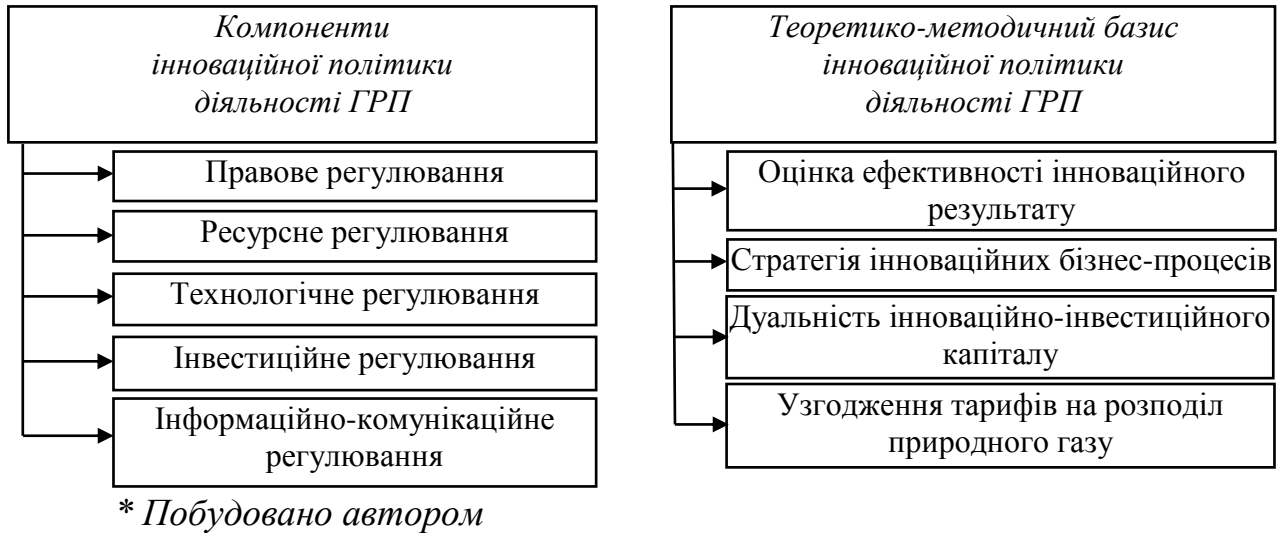 Компоненти
інноваційної політики
діяльності ГРП
Правове регулювання
Ресурсне регулювання
Технологічне регулювання
Інвестиційне регулювання
Інформаційно-комунікаційне
регулювання
Теоретико-методичний базис
інноваційної політики
діяльності ГРП
Оцінка ефективності інноваційного
результату
Стратегія інноваційних бізнес-процесів
Дуальність інноваційно-інвестиційного
капіталу
Узгодження тарифів на розподіл
природного газу
* Побудовано автором